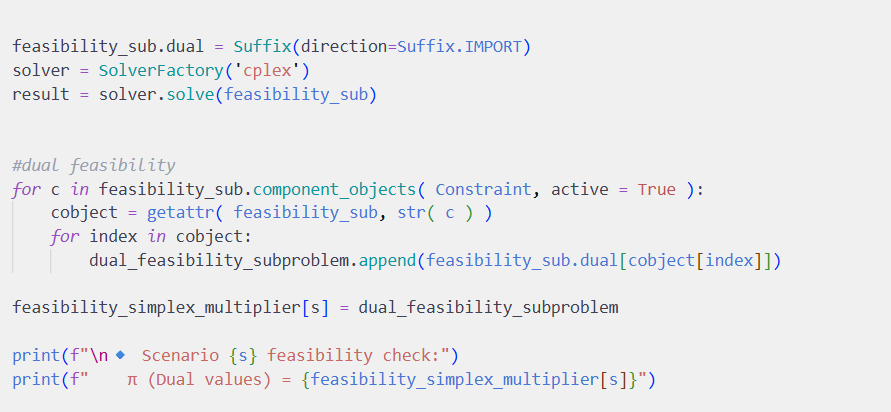 feasibility_sub.dual = Suffix(direction=Suffix.IMPORT)
solver = SolverFactory('cplex')
result = solver.solve(feasibility_sub)
#dual feasibility
for c in feasibility_sub.component_objects( Constraint, active = True ):
    cobject = getattr( feasibility_sub, str( c ) )
    for index in cobject:
        dual_feasibility_subproblem.append(feasibility_sub.dual[cobject[index]])
feasibility_simplex_multiplier[s] = dual_feasibility_subproblem
print(f"\n🔹 Scenario {s} feasibility check:")
print(f"    π (Dual values) = {feasibility_simplex_multiplier[s]}")